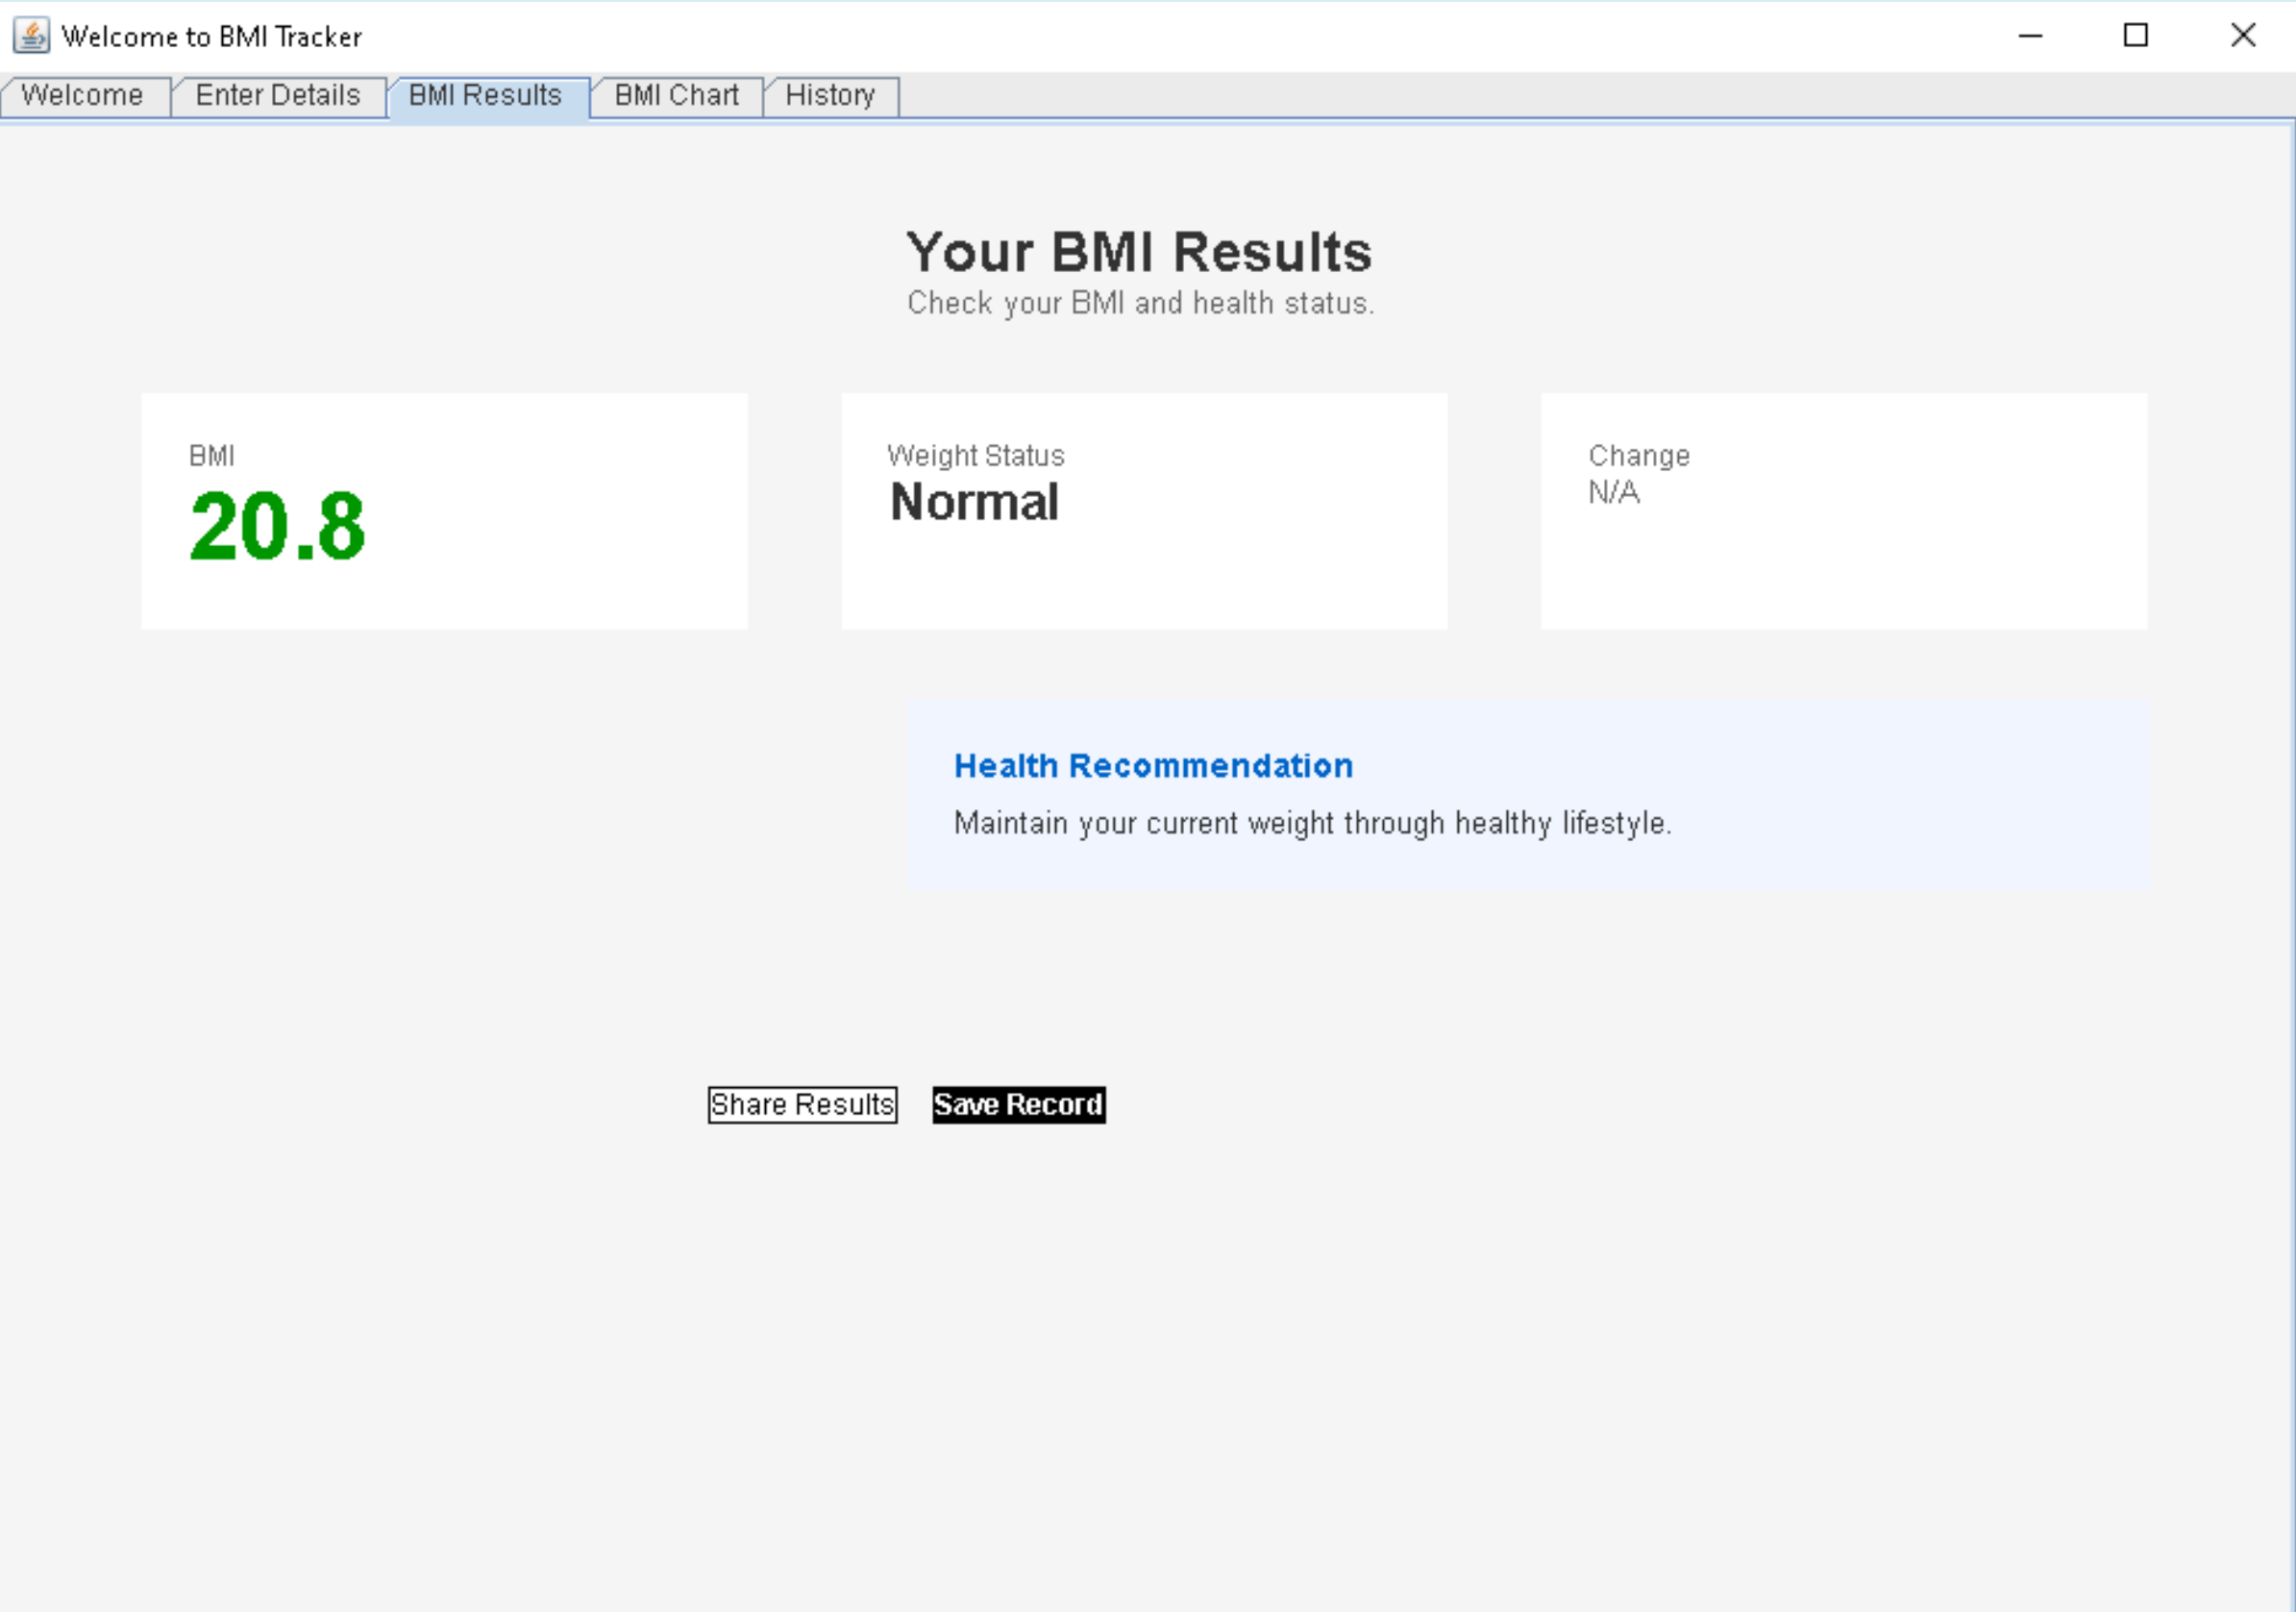 Welcome to BMI Tracker
Welcome Enter Details BMI Results BMI Chart History
Your BMI Results
Check your BMI and health status.
BMI
20.8
Weight Status
Normal
Change
N/A
Health Recommendation
Maintain your current weight through healthy lifestyle.
Share Results Save Record